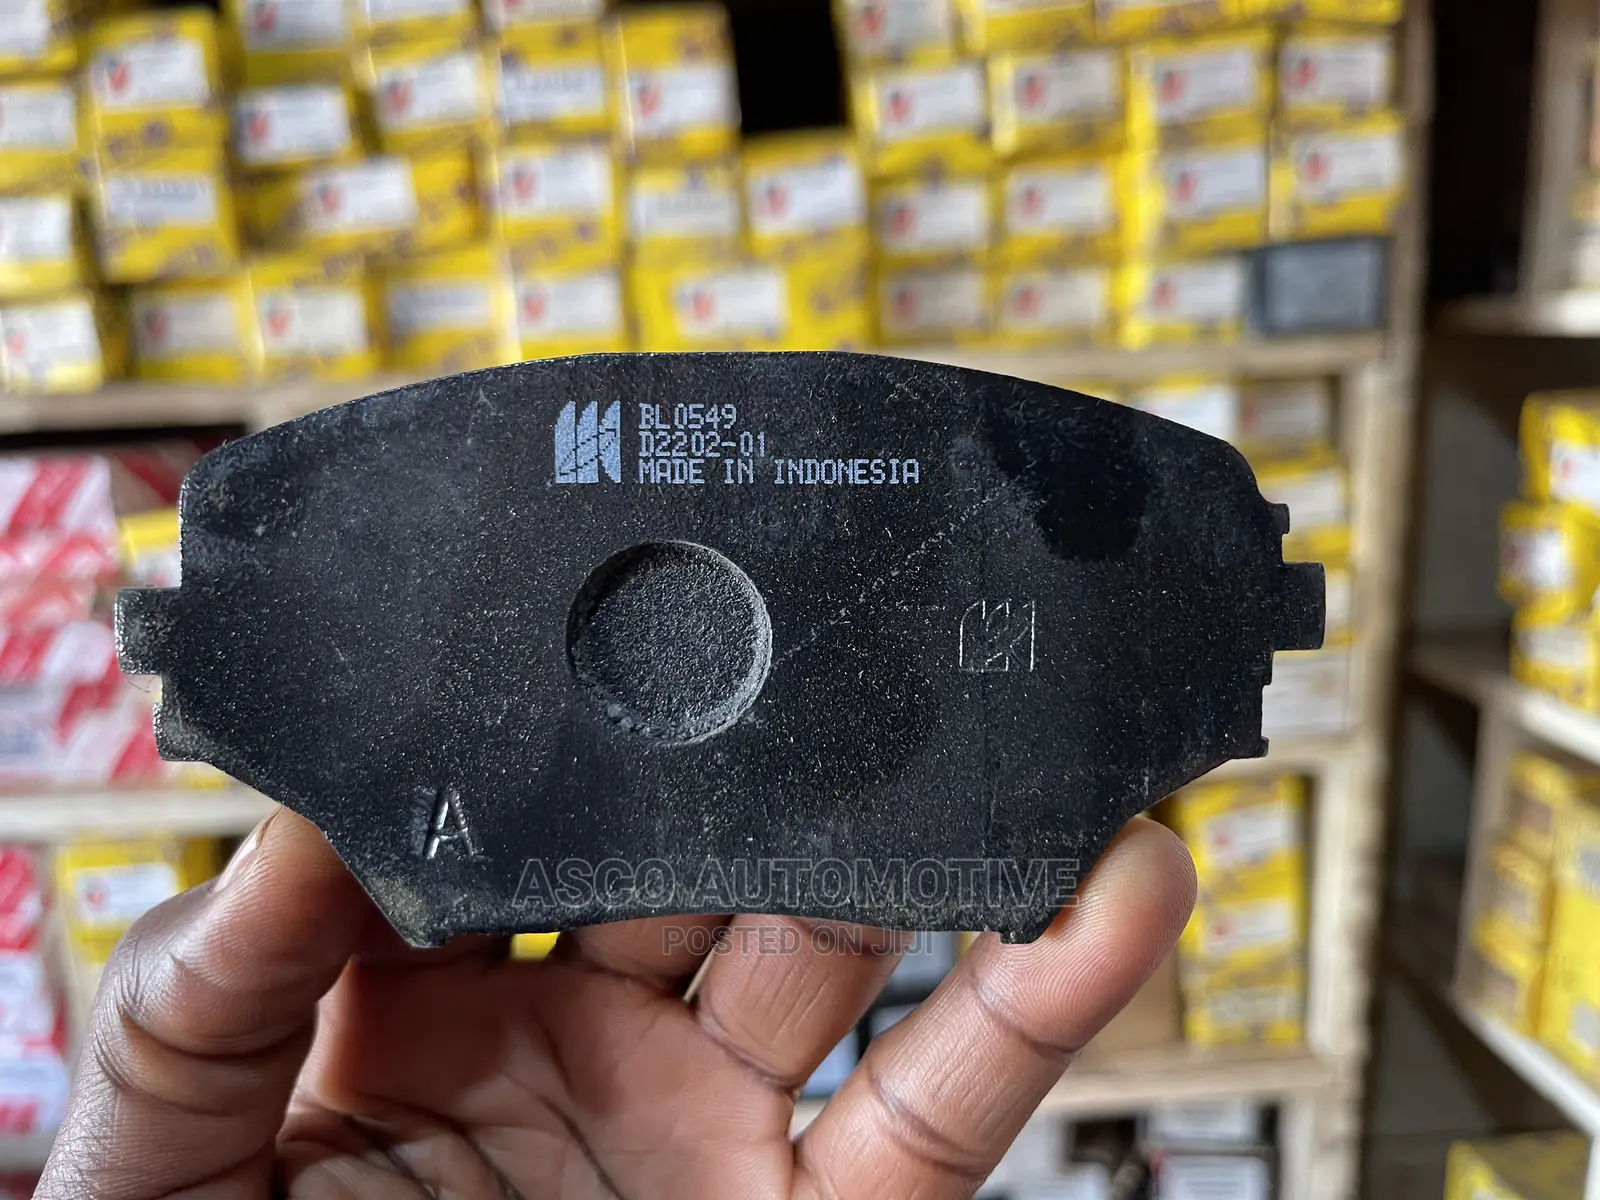 BL0549
D2202-01
MADE IN INDONESIA
A
ASCO AUTOMOTIVE
POSTED ON JIJI